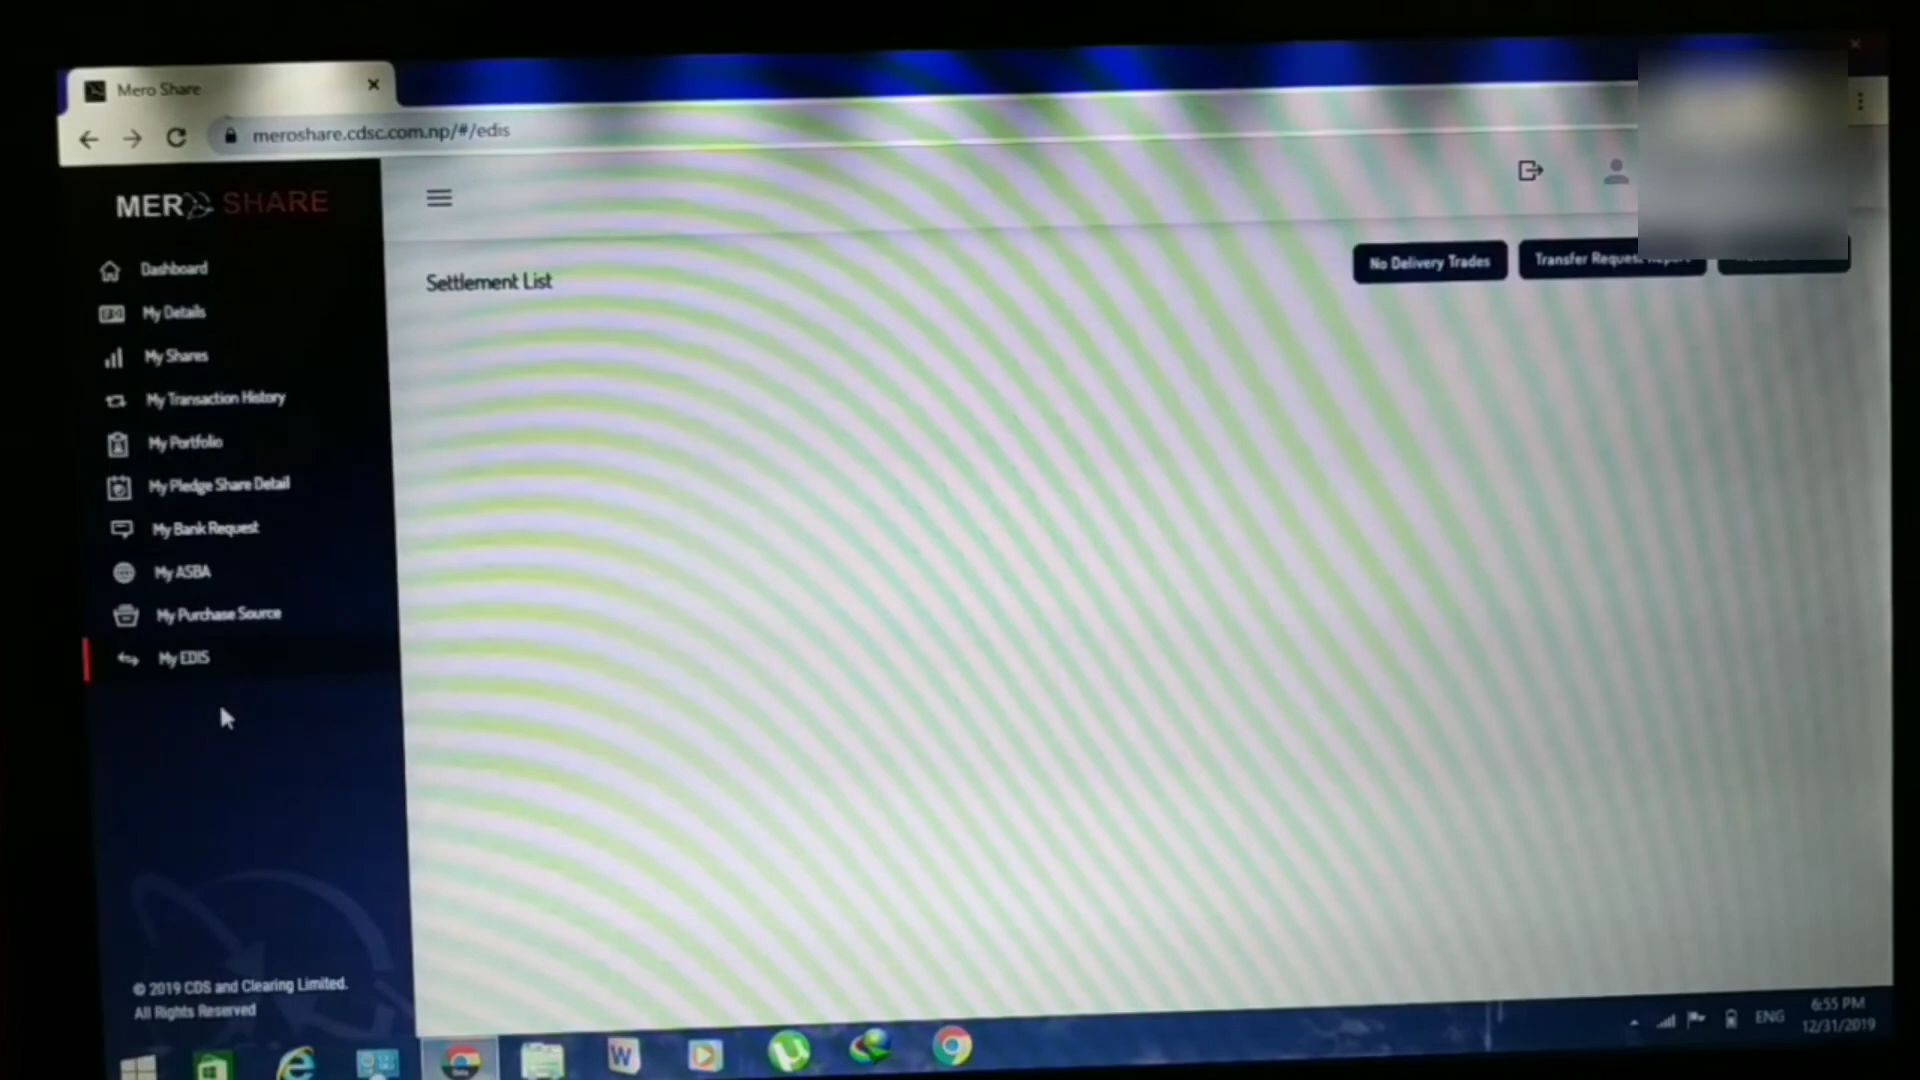 Mero Share
meroshare.cdsc.com.np/#/edis
MERO SHARE
Dashboard
My Details
My Shares
My Transaction History
My Portfolio
My Pledge Share Detail
My Bank Request
My ASBA
My Purchase Source
My EDIS
Settlement List
No Delivery Trades
Transfer Request Report
© 2019 CDS and Clearing Limited.
All Rights Reserved
ENG
6:55 PM
12/31/2019